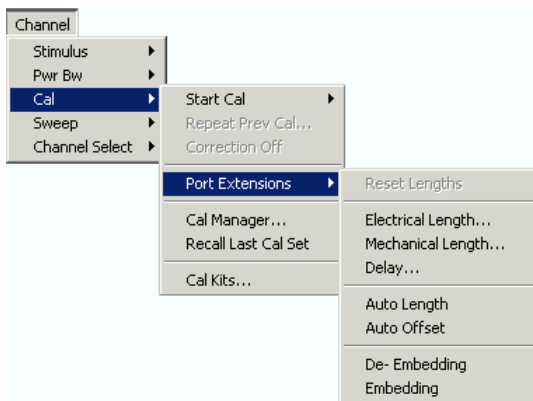 Channel
Stimulus
Pwr Bw
Cal
Sweep
Channel Select
Start Cal
Repeat Prev Cal...
Correction Off
Port Extensions
Cal Manager...
Recall Last Cal Set
Cal Kits...
Reset Lengths
Electrical Length...
Mechanical Length...
Delay...
Auto Length
Auto Offset
De- Embedding
Embedding